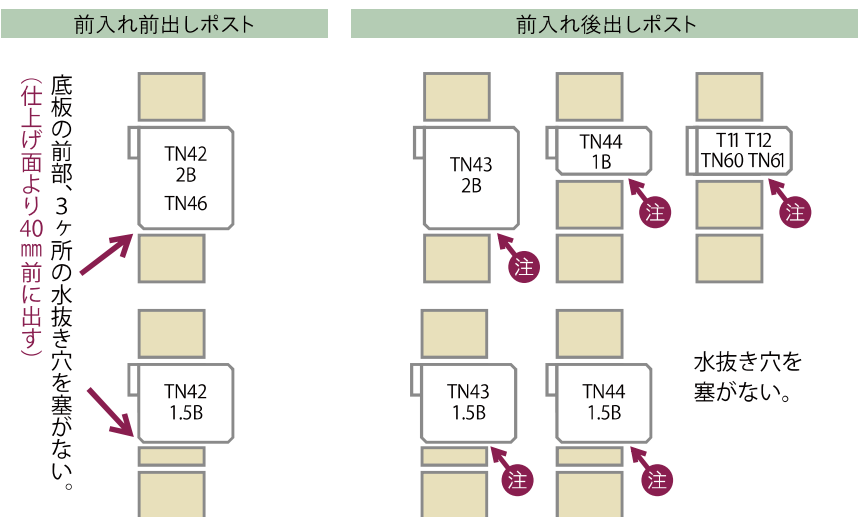 前入れ前出しポスト
底板の前部、3ヶ所の水抜き穴を塞がない。
（仕上げ面より40㎜前に出す）
TN42
2B
TN46
TN42
1.5B
前入れ後出しポスト
TN43
2B
注
TN44
1B
注
T11 T12
TN60 TN61
注
TN43
1.5B
注
TN44
1.5B
注
水抜き穴を
塞がない。